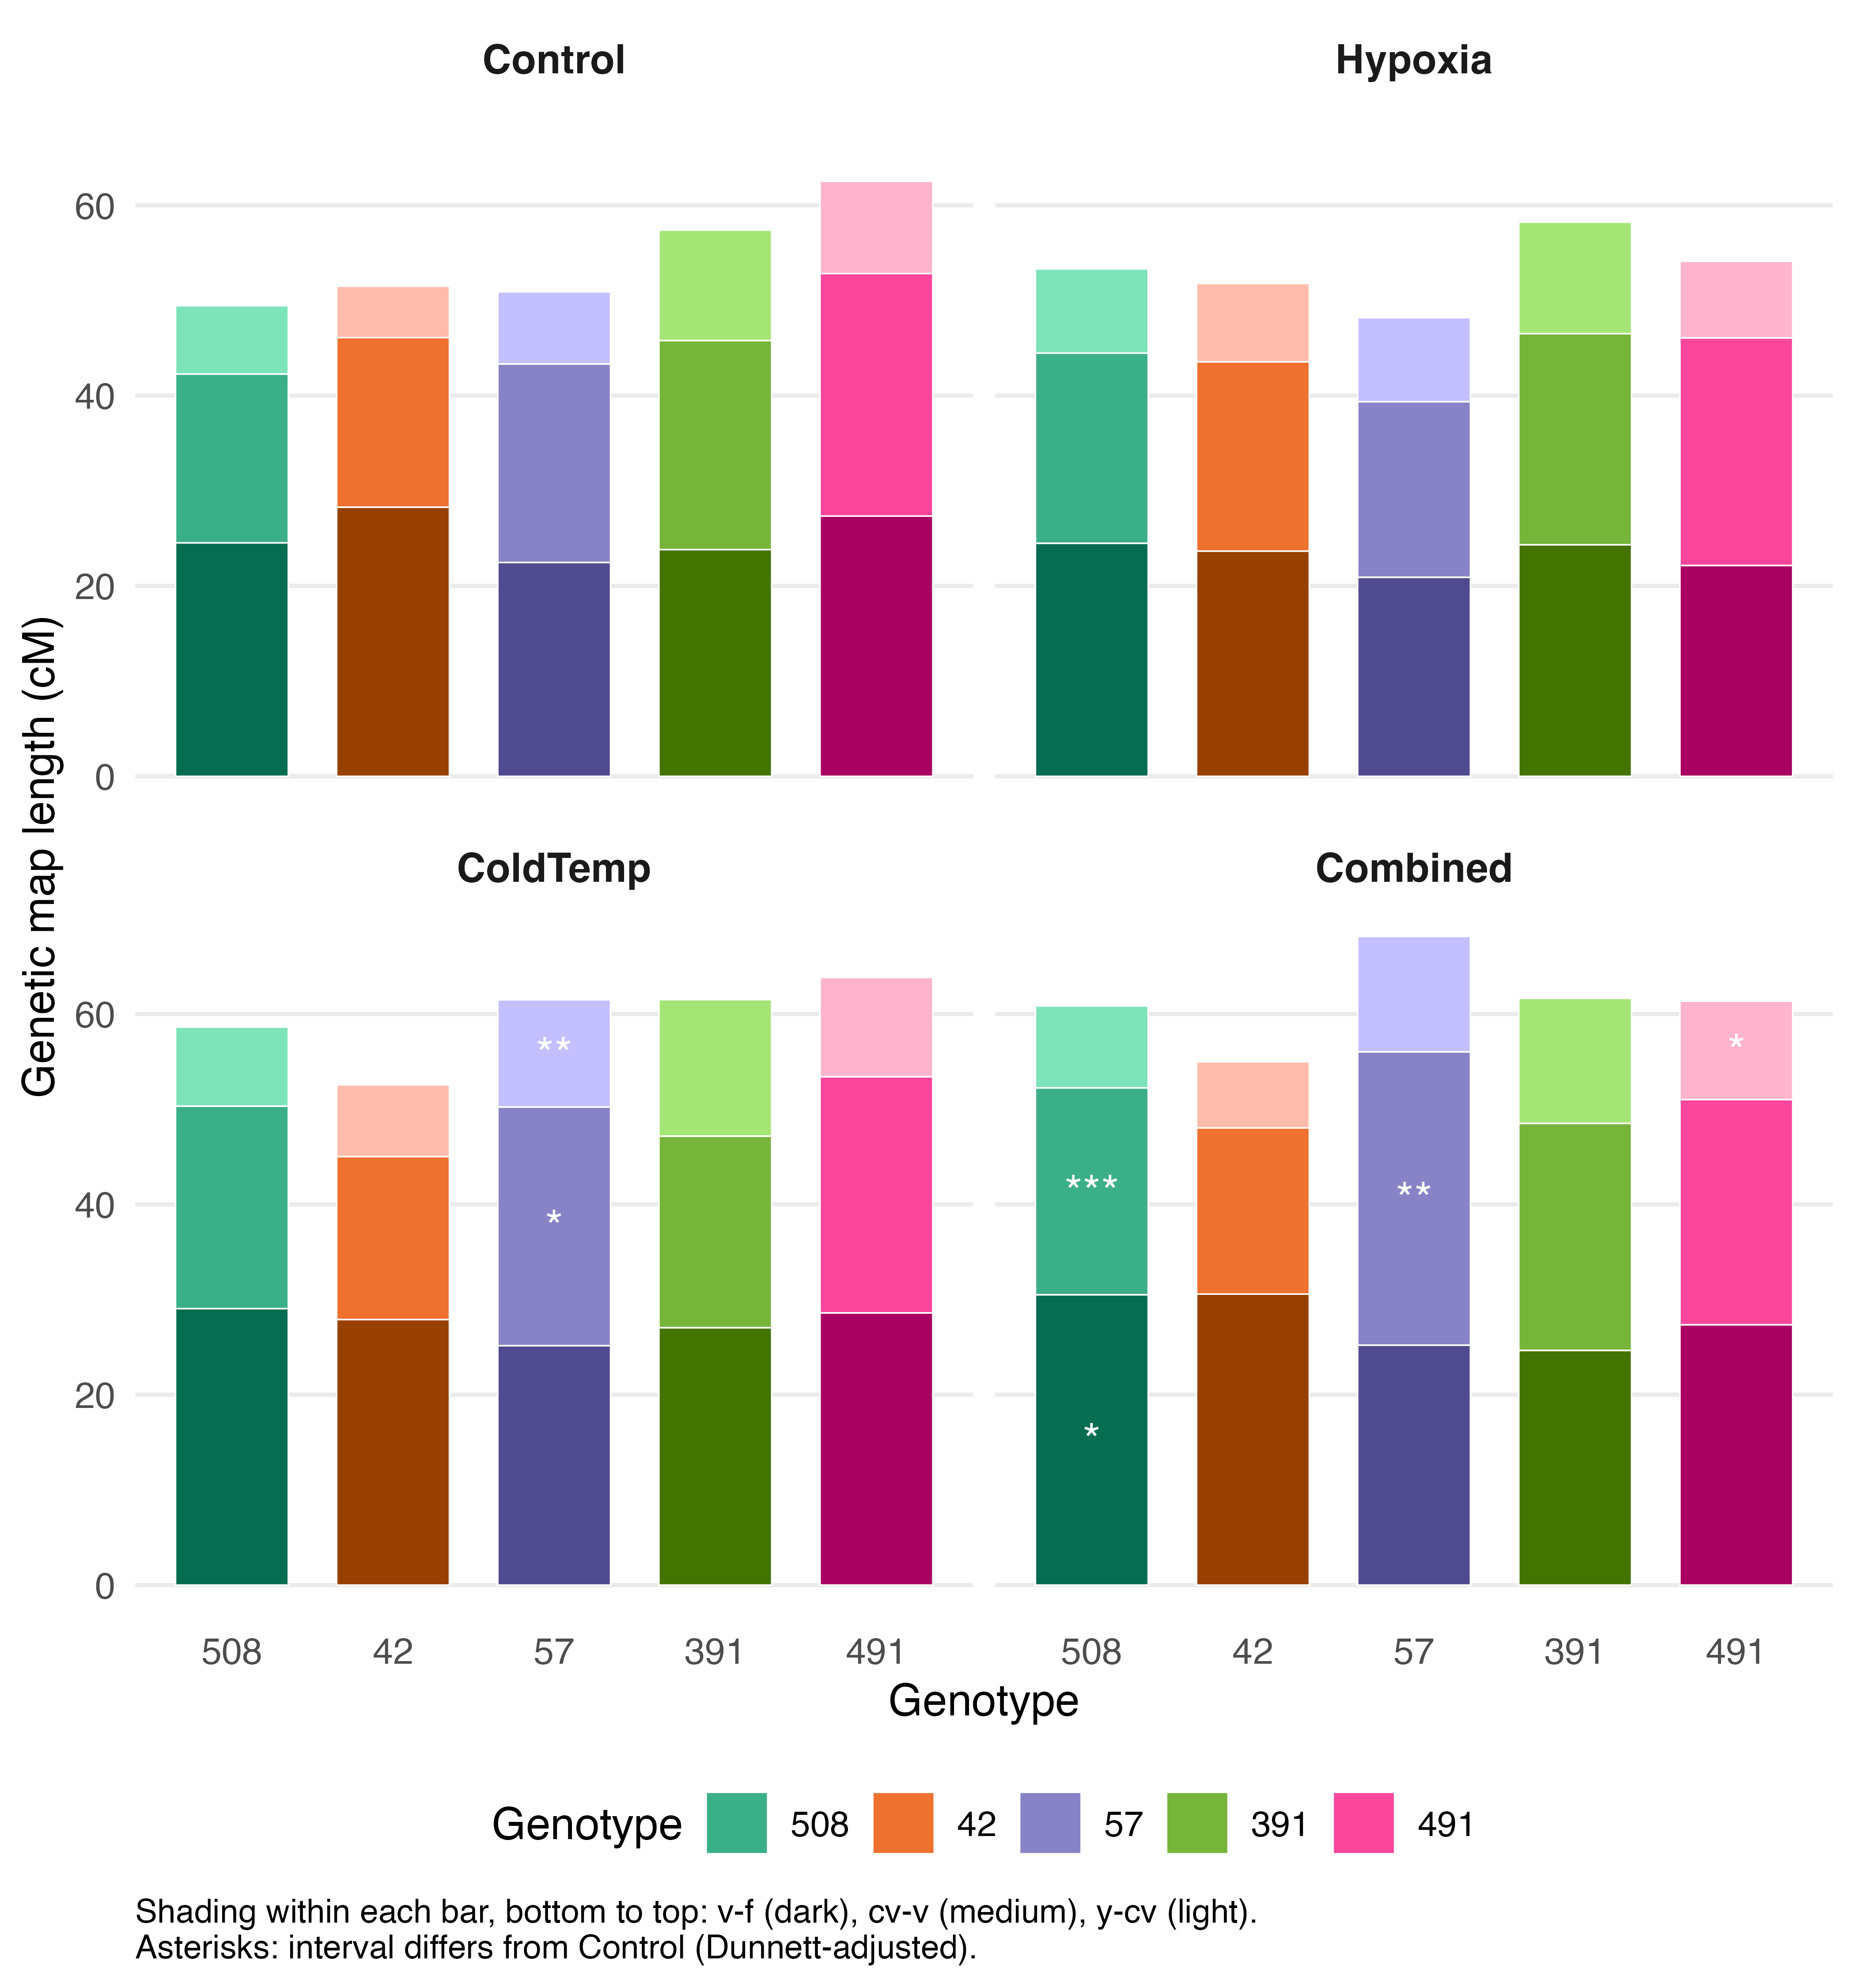 Control
Hypoxia
60
40
20
0
ColdTemp
Combined
**
*
***
**
*
*
60
40
20
0
Genetic map length (cM)
508 42 57 391 491
508 42 57 391 491
Genotype
Genotype 508 42 57 391 491
Shading within each bar, bottom to top: v-f (dark), cv-v (medium), y-cv (light).
Asterisks: interval differs from Control (Dunnett-adjusted).